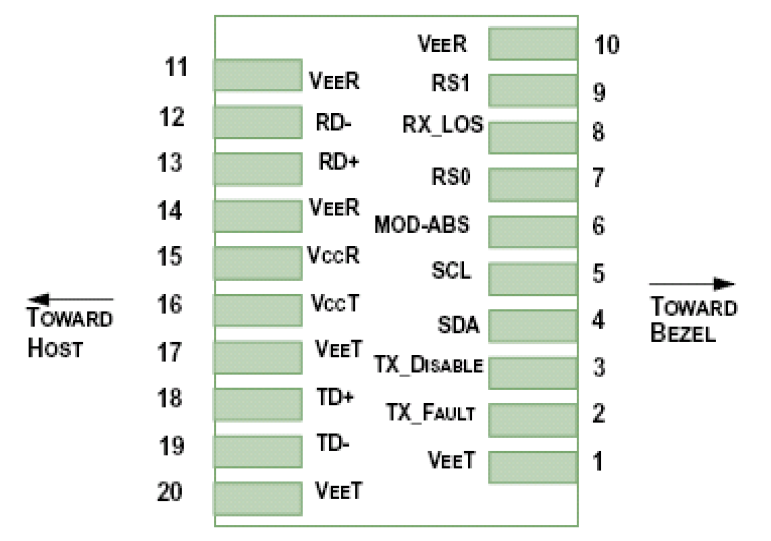 VEER 10
11 VEER
RS1 9
12 RD-
RX_LOS 8
13 RD+
RS0 7
14 VEER
MOD-ABS 6
15 VCCR
SCL 5
16 VCCT
SDA 4
17 VEET
TX_DISABLE 3
18 TD+
TX_FAULT 2
19 TD-
VEET 1
20 VEET
TOWARD
HOST
TOWARD
BEZEL